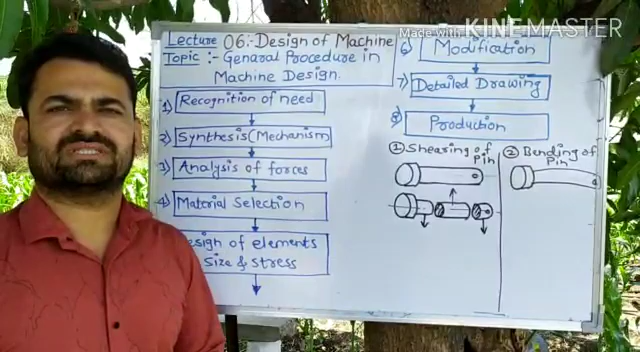 Made with KINEMASTER
Lecture 06:- Design of Machine
Topic :- Genaral Procedure in
Machine Design.
1) Recognition of need
2) Synthesis (Mechanism)
3) Analysis of forces
4) Material Selection
esign of elements
size & stress
6) Modification
7) Detailed Drawing
8) Production
① Shearing of
Pin
② Bending of
Pin